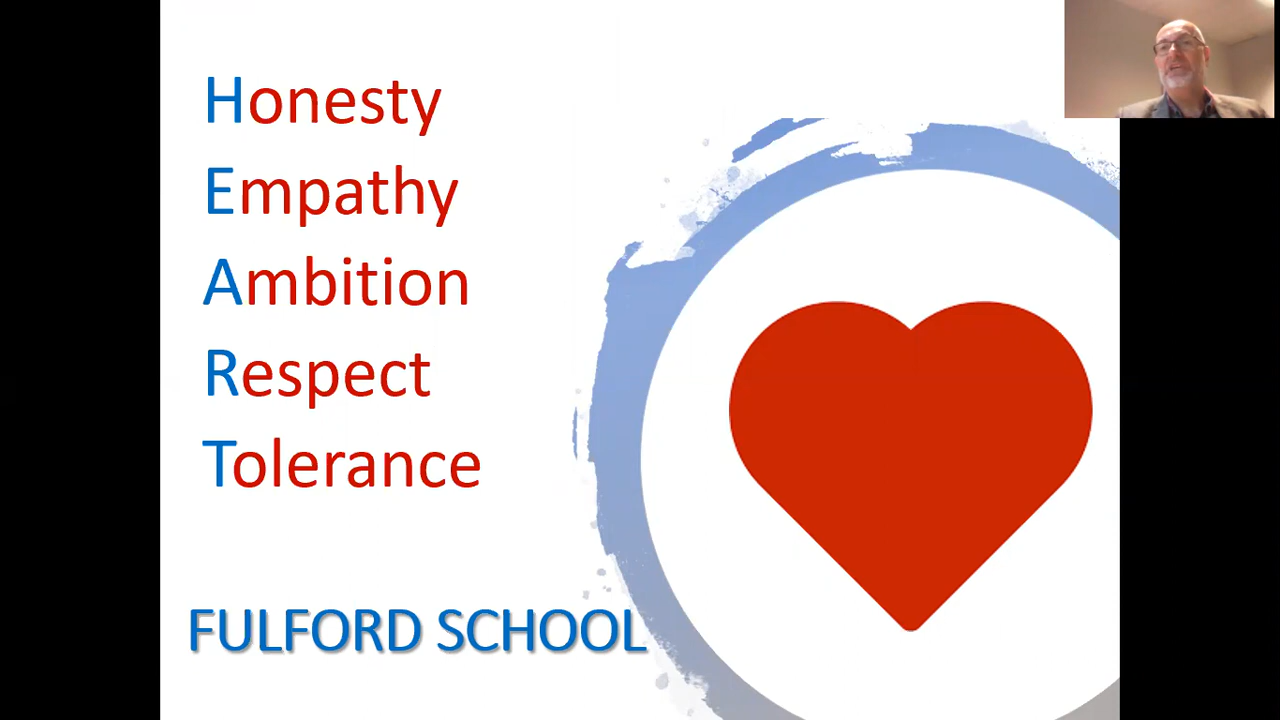 Honesty
Empathy
Ambition
Respect
Tolerance
FULFORD SCHOOL